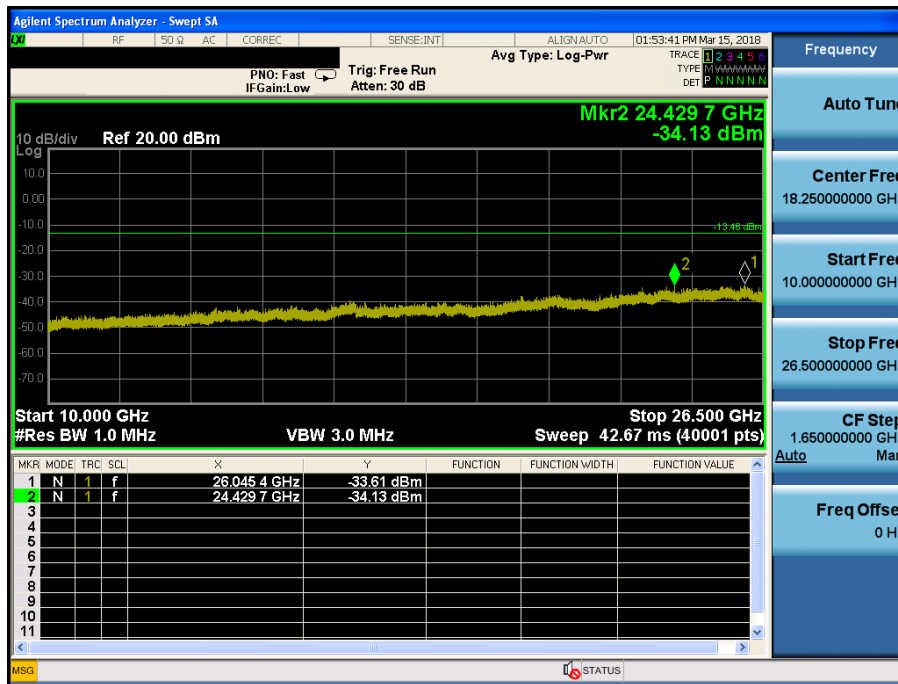 Agilent Spectrum Analyzer - Swept SA
LXI RF 50 Ω AC CORREC SENSE:INT ALIGNAUTO 01:53:41 PM Mar 15, 2018
Avg Type: Log-Pwr TRACE 1 2 3 4 5 6
PNO: Fast Trig: Free Run TYPE M WWWWW
IFGain:Low Atten: 30 dB DET P N N N N N
Mkr2 24.429 7 GHz
10 dB/div Ref 20.00 dBm -34.13 dBm
Log
10.0
0.00
-10.0
-13.46 dBm
-20.0
2 1
-30.0
-40.0
-50.0
-60.0
-70.0
Start 10.000 GHz Stop 26.500 GHz
#Res BW 1.0 MHz VBW 3.0 MHz Sweep 42.67 ms (40001 pts)
MKR MODE TRC SCL X Y FUNCTION FUNCTION WIDTH FUNCTION VALUE
1 N 1 f 26.045 4 GHz -33.61 dBm
2 N 1 f 24.429 7 GHz -34.13 dBm
3
4
5
6
7
8
9
10
11
MSG STATUS
Frequency
Auto Tun
Center Fre
18.250000000 GH
Start Fre
10.000000000 GH
Stop Fre
26.500000000 GH
CF Step
1.650000000 GH
Auto Ma
Freq Offse
0 H